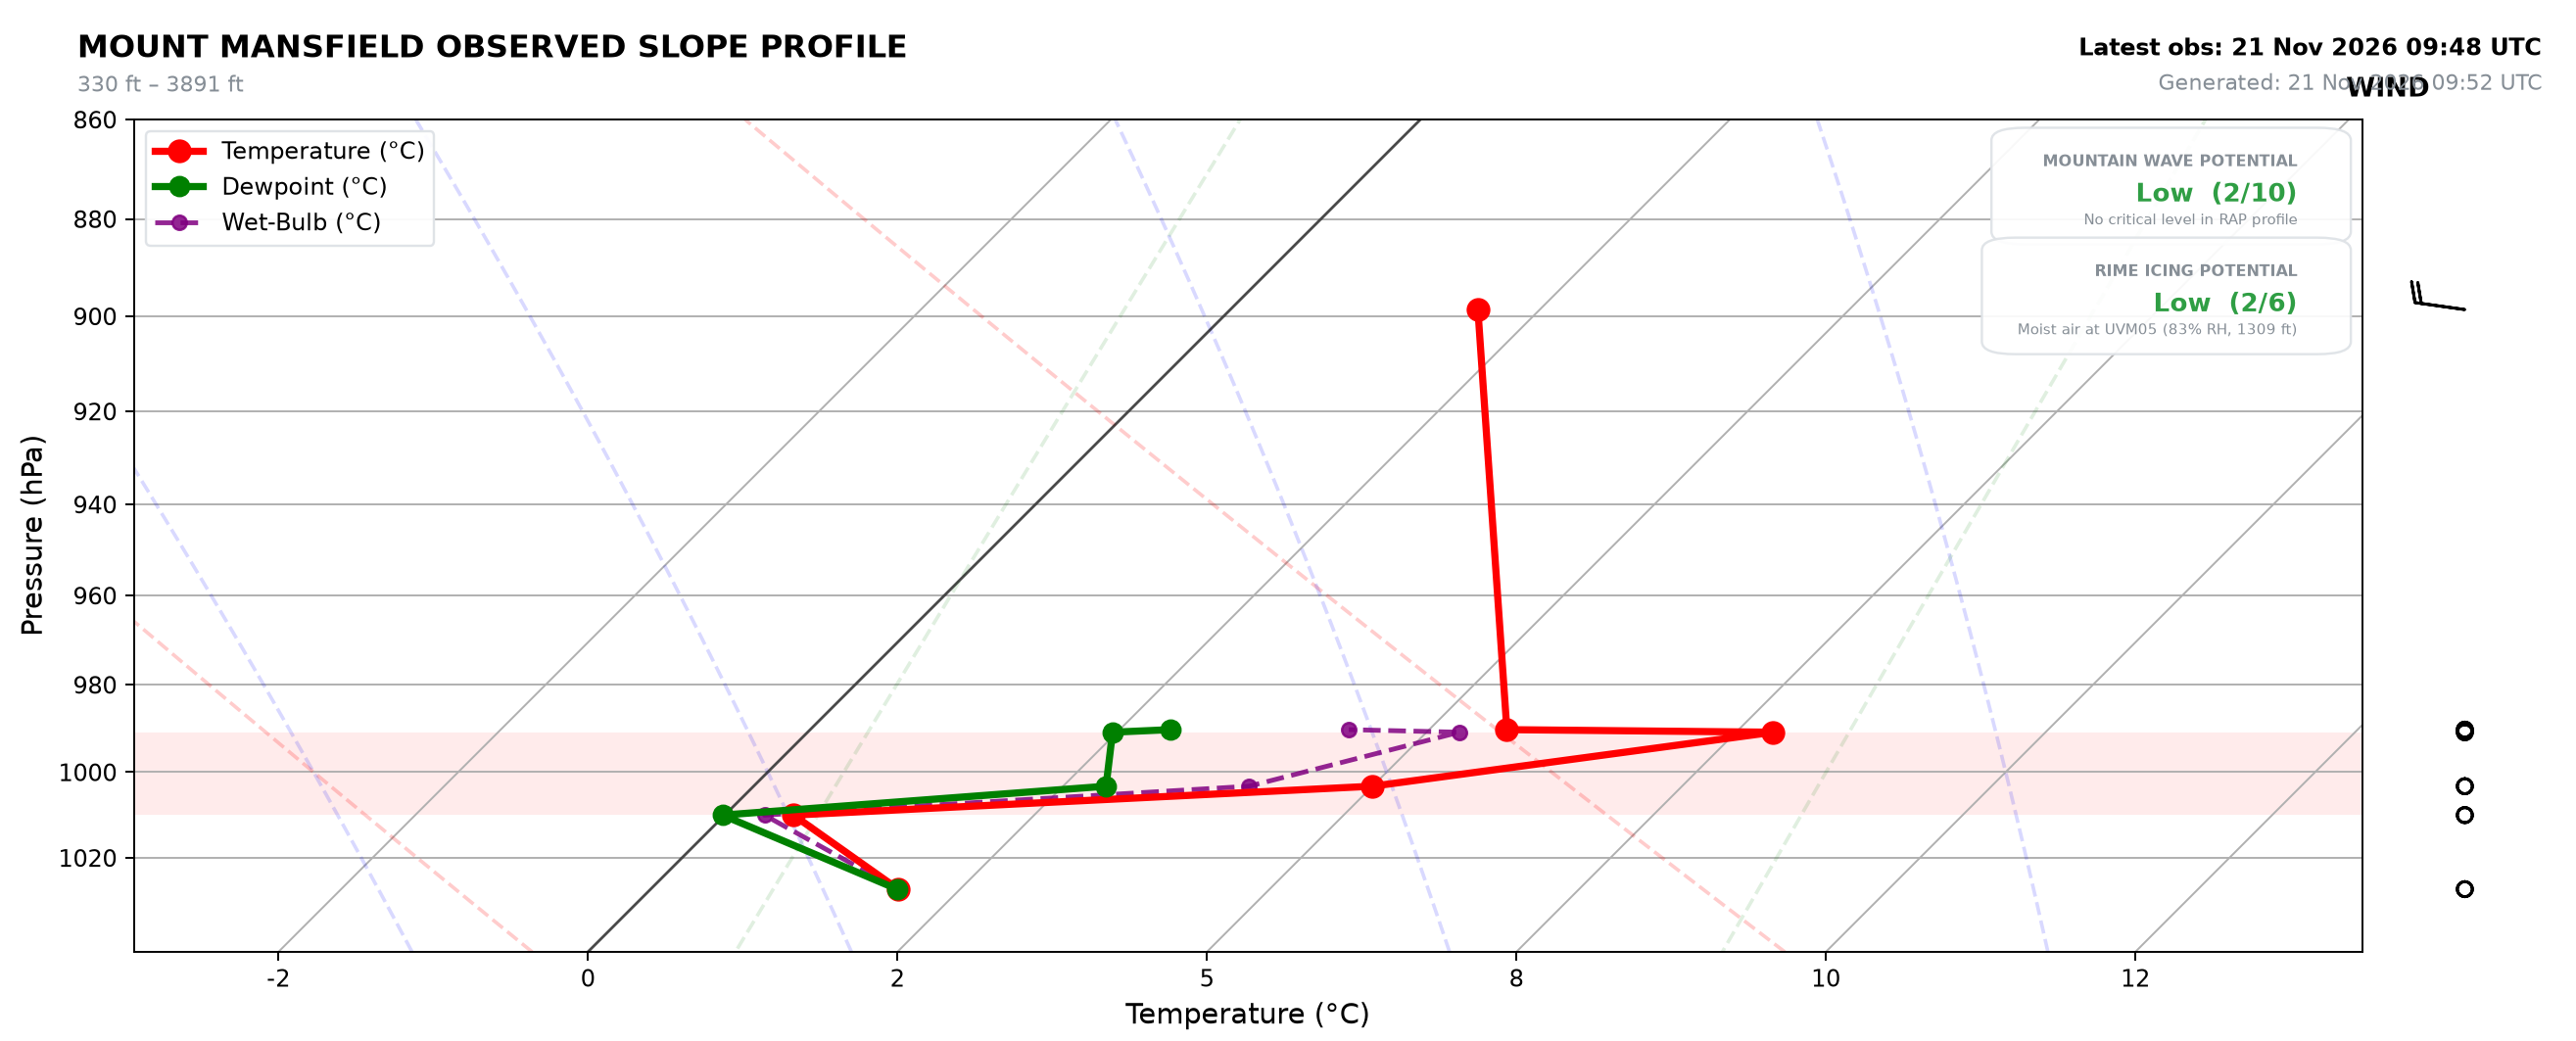 MOUNT MANSFIELD OBSERVED SLOPE PROFILE
330 ft – 3891 ft
Latest obs: 21 Nov 2026 09:48 UTC
Generated: 21 Nov 2026 09:52 UTC
WIND
Temperature (°C)
Dewpoint (°C)
Wet-Bulb (°C)
MOUNTAIN WAVE POTENTIAL
Low (2/10)
No critical level in RAP profile
RIME ICING POTENTIAL
Low (2/6)
Moist air at UVM05 (83% RH, 1309 ft)
Pressure (hPa)
860
880
900
920
940
960
980
1000
1020
-2
0
2
5
8
10
12
Temperature (°C)